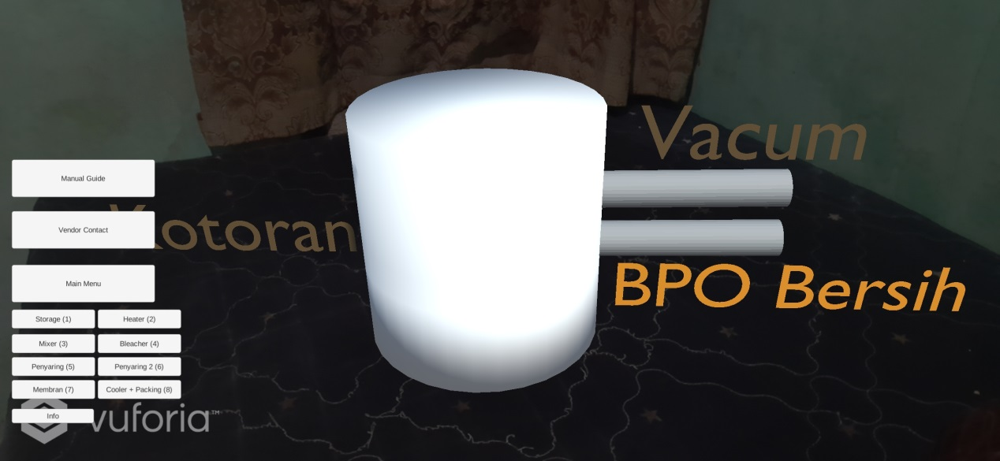 Vacum
Manual Guide
Kotoran
Vendor Contact
BPO Bersih
Main Menu
Storage (1)
Heater (2)
Mixer (3)
Bleacher (4)
Penyaring (5)
Penyaring 2 (6)
Membran (7)
Cooler + Packing (8)
Info
vuforia™